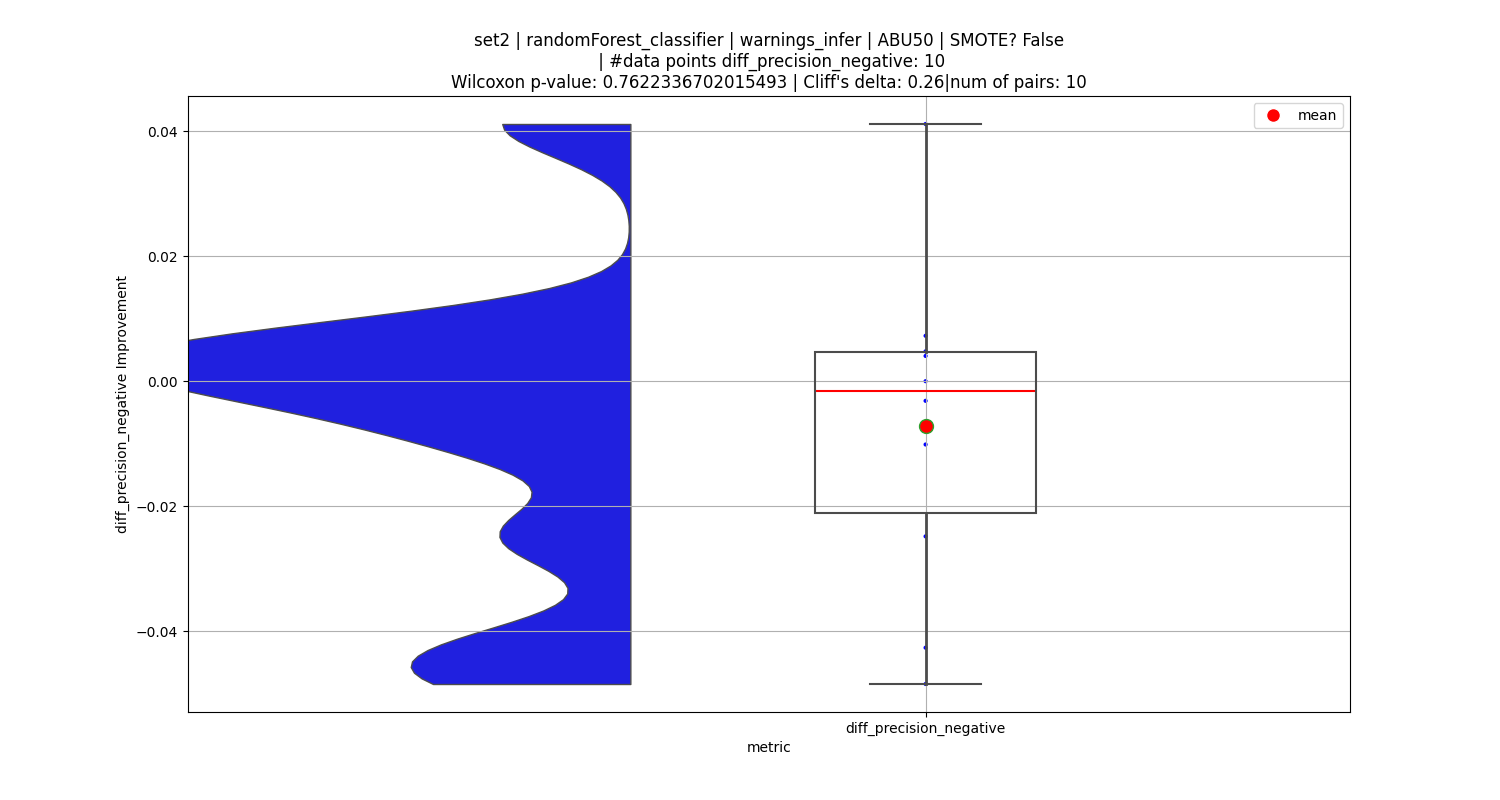 set2 | randomForest_classifier | warnings_infer | ABU50 | SMOTE? False
| #data points diff_precision_negative: 10
Wilcoxon p-value: 0.7622336702015493 | Cliff's delta: 0.26|num of pairs: 10
mean
0.04
0.02
0.00
−0.02
−0.04
diff_precision_negative Improvement
diff_precision_negative
metric